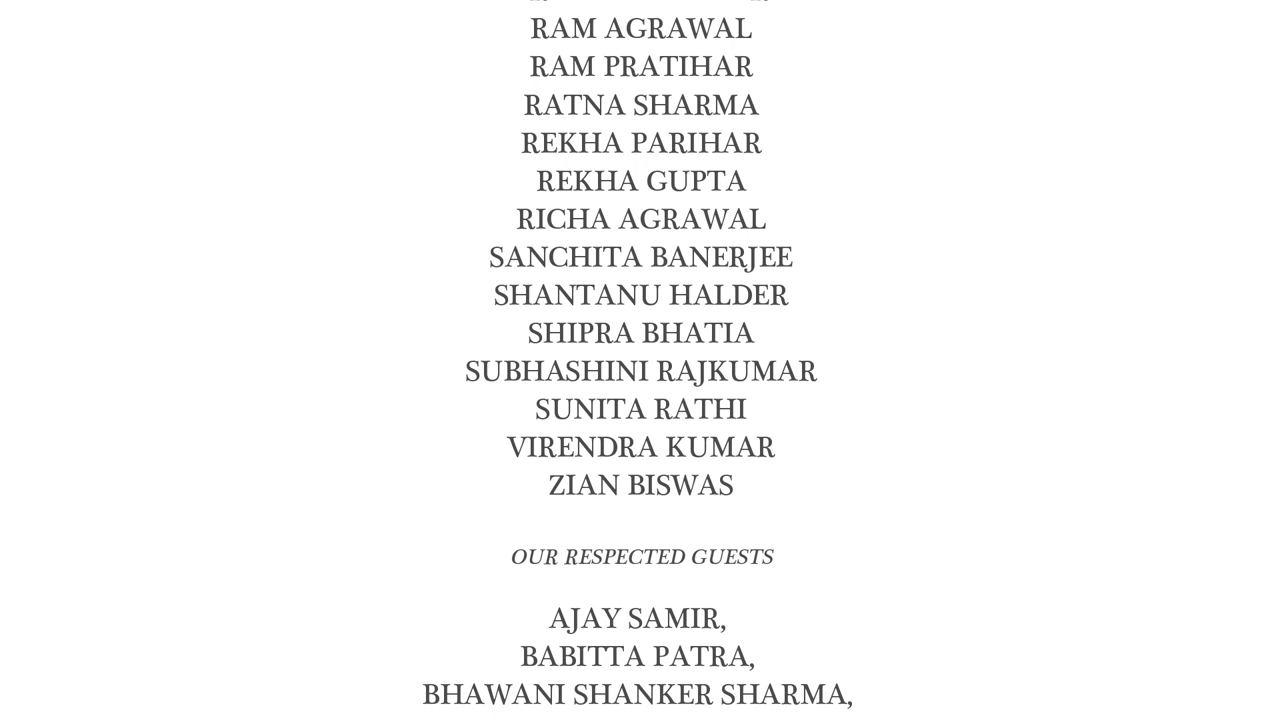 RAM AGRAWAL
RAM PRATIHAR
RATNA SHARMA
REKHA PARIHAR
REKHA GUPTA
RICHA AGRAWAL
SANCHITA BANERJEE
SHANTANU HALDER
SHIPRA BHATIA
SUBHASHINI RAJKUMAR
SUNITA RATHI
VIRENDRA KUMAR
ZIAN BISWAS
OUR RESPECTED GUESTS
AJAY SAMIR,
BABITTA PATRA,
BHAWANI SHANKER SHARMA,